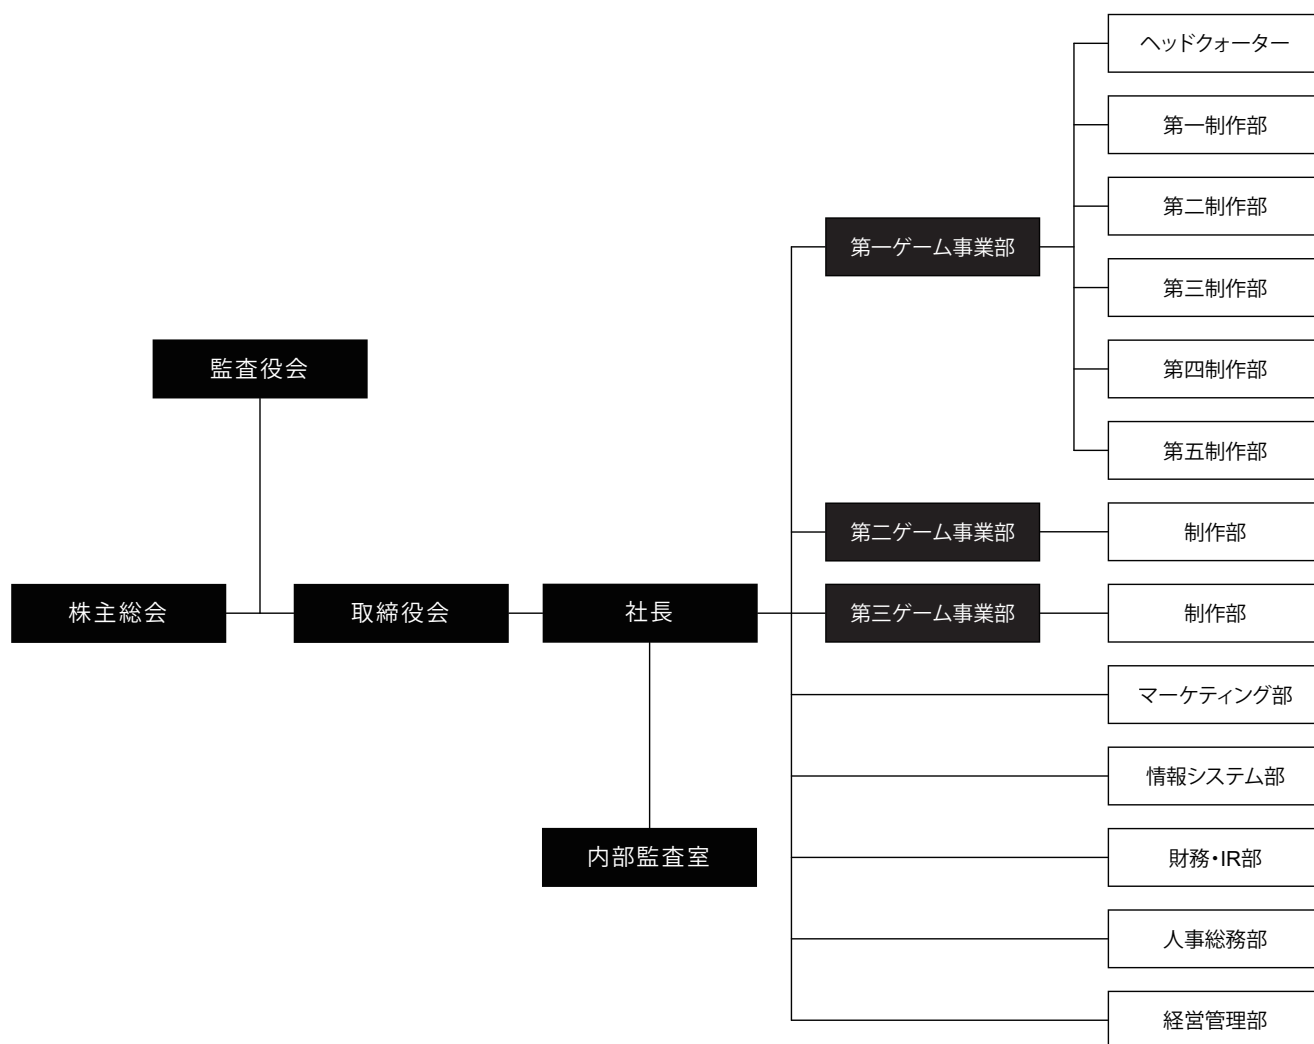 ヘッドクォーター
第一制作部
第二制作部
第一ゲーム事業部
第三制作部
監査役会
第四制作部
第五制作部
第二ゲーム事業部
制作部
株主総会
取締役会
社長
第三ゲーム事業部
制作部
マーケティング部
情報システム部
内部監査室
財務・IR部
人事総務部
経営管理部